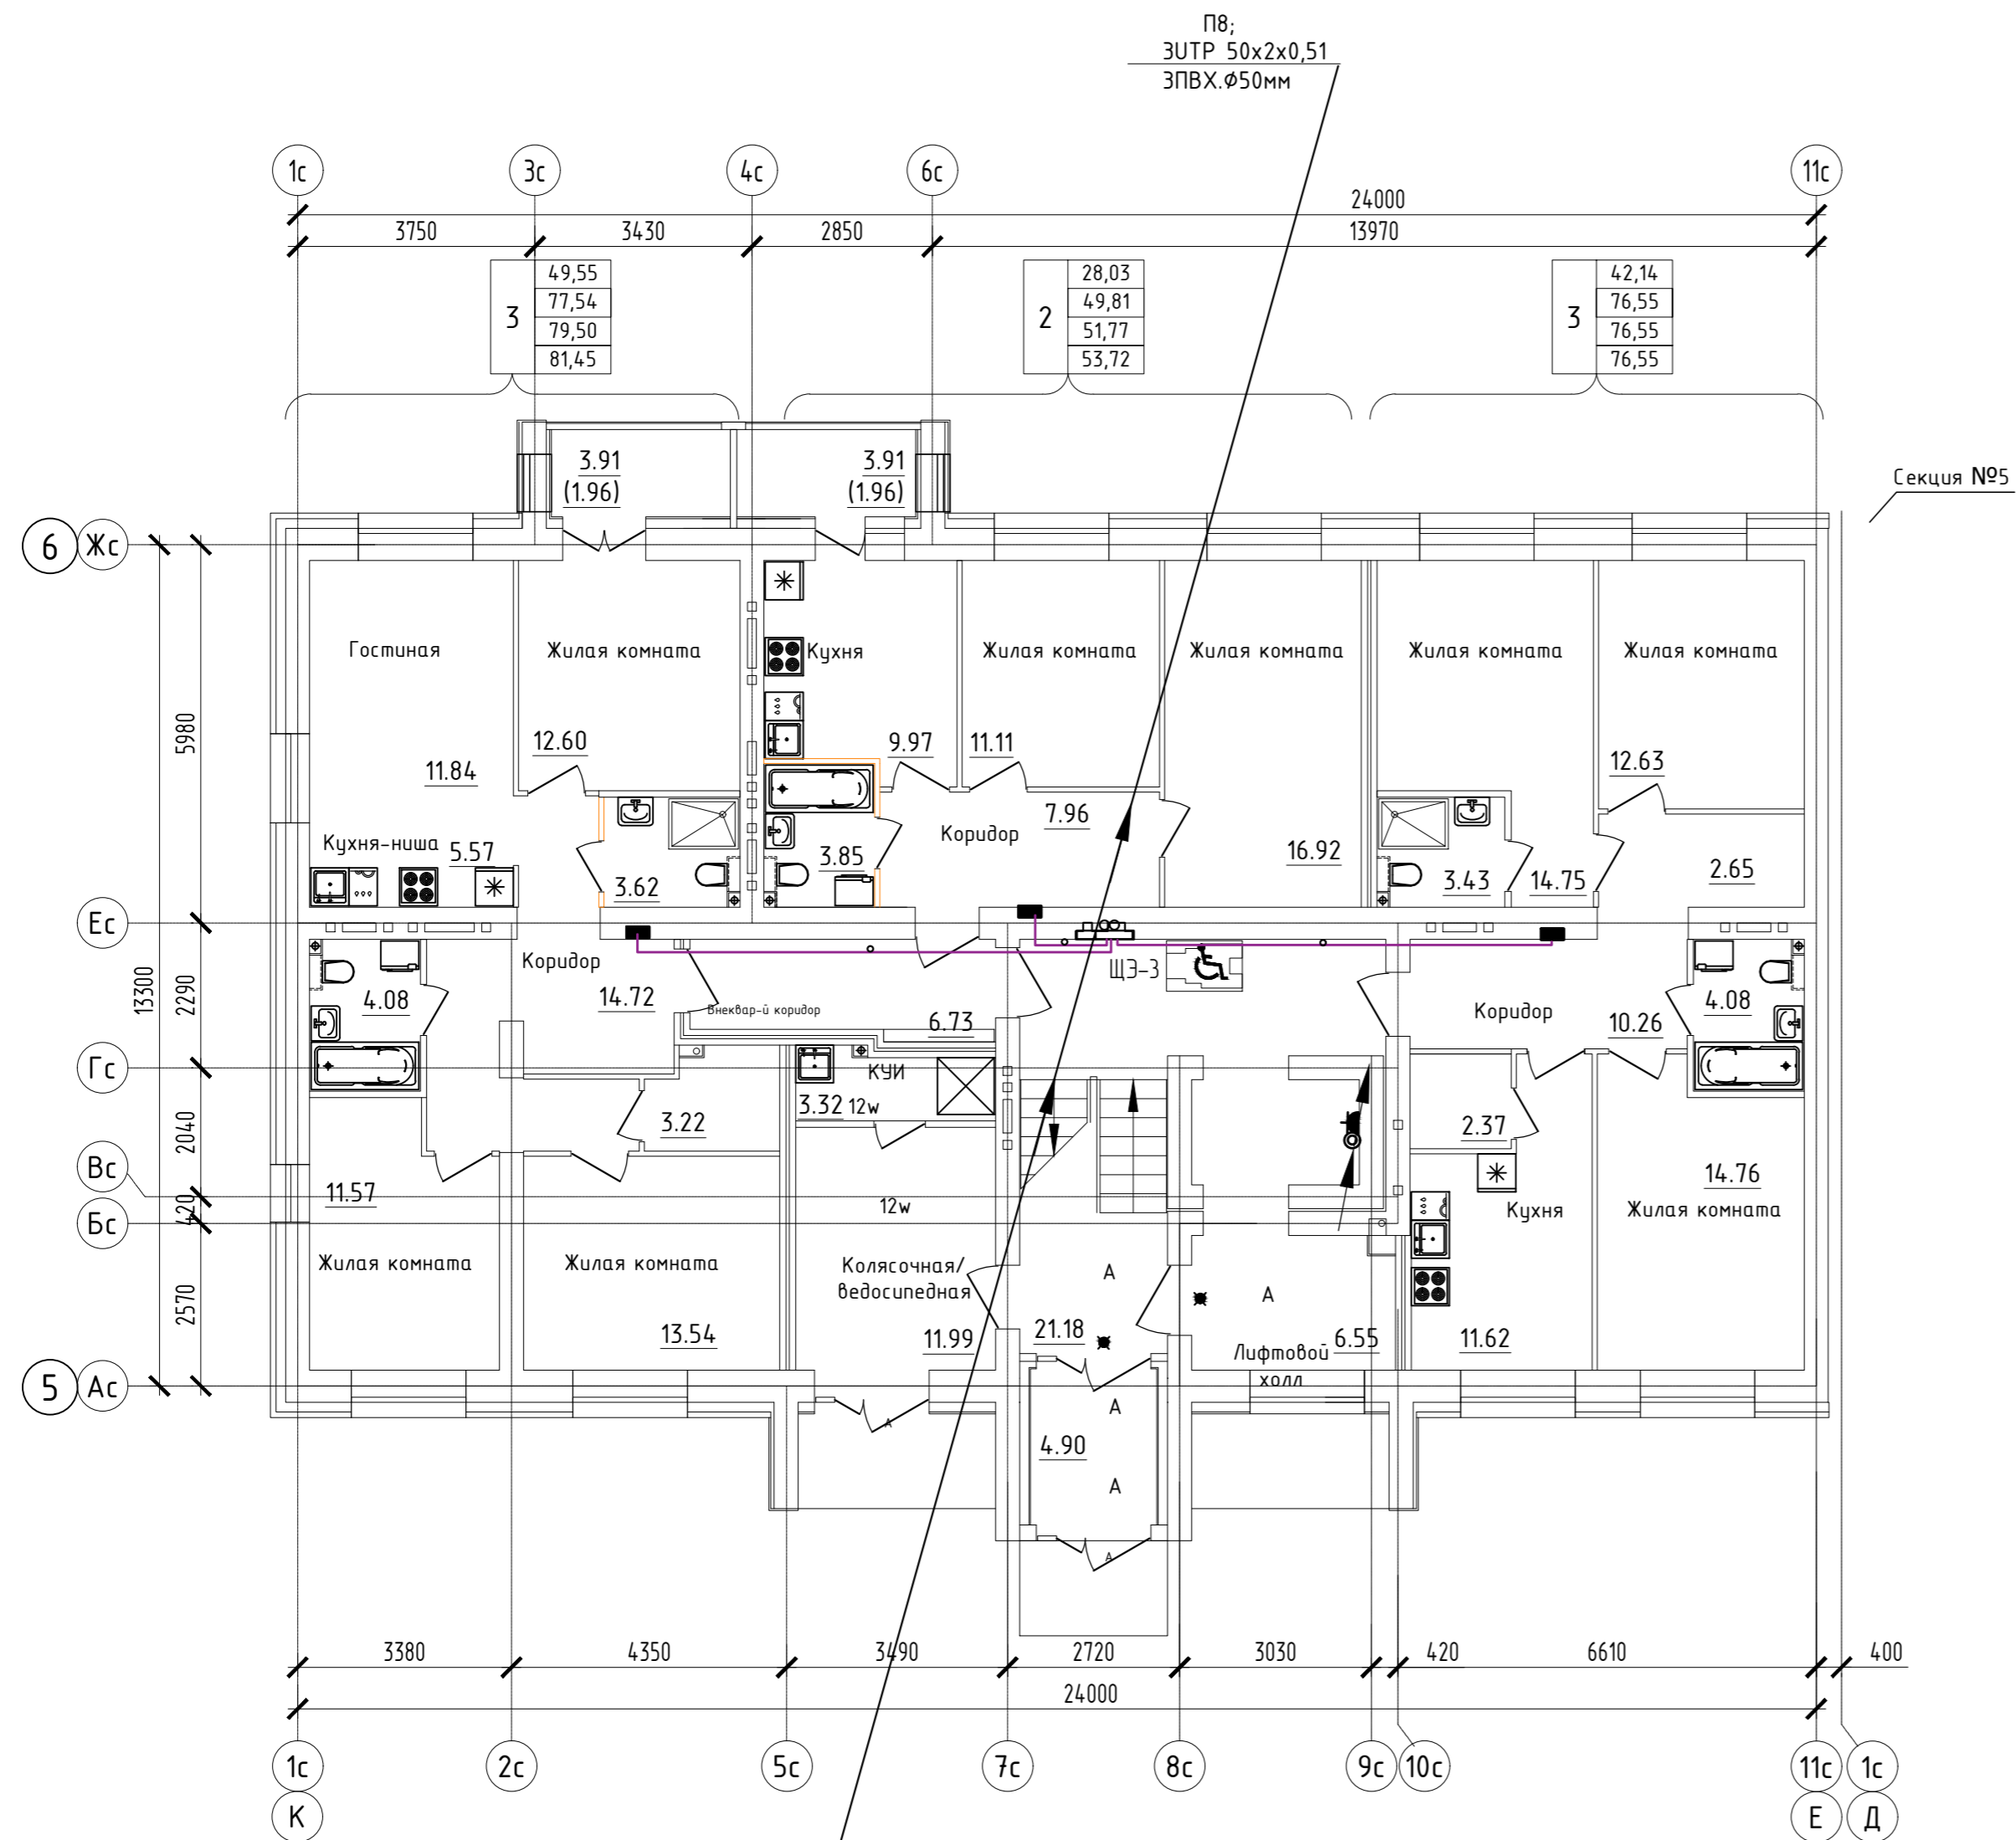 П8;
3UTP 50x2x0,51
3ПВХ.Ф50мм
1с
3с
4с
6с
11с
24000
3750
3430
2850
13970
3
49,55
77,54
79,50
81,45
2
28,03
49,81
51,77
53,72
3
42,14
76,55
76,55
76,55
3.91
(1.96)
3.91
(1.96)
Секция №5
6
Жс
Гостиная
Жилая комната
Кухня
Жилая комната
Жилая комната
Жилая комната
Жилая комната
5980
12.60
9.97
11.11
12.63
11.84
7.96
Коридор
Кухня-ниша
5.57
3.85
16.92
3.62
3.43
14.75
2.65
Ес
Коридор
ЩЭ-3
13300
2290
4.08
14.72
Внеквар-й коридор
6.73
Коридор
10.26
4.08
Гс
КУИ
3.32
12w
2040
3.22
2.37
Вс
11.57
14.76
420
12w
Бс
Кухня
Жилая комната
Жилая комната
Жилая комната
Колясочная/
ведосипедная
А
А
2570
13.54
11.99
21.18
Лифтовой
холл
6.55
11.62
5
Ас
А
А
4.90
А
А
3380
4350
3490
2720
3030
420
6610
400
24000
1с
2с
5с
7с
8с
9с
10с
11с
1с
К
Е
Д